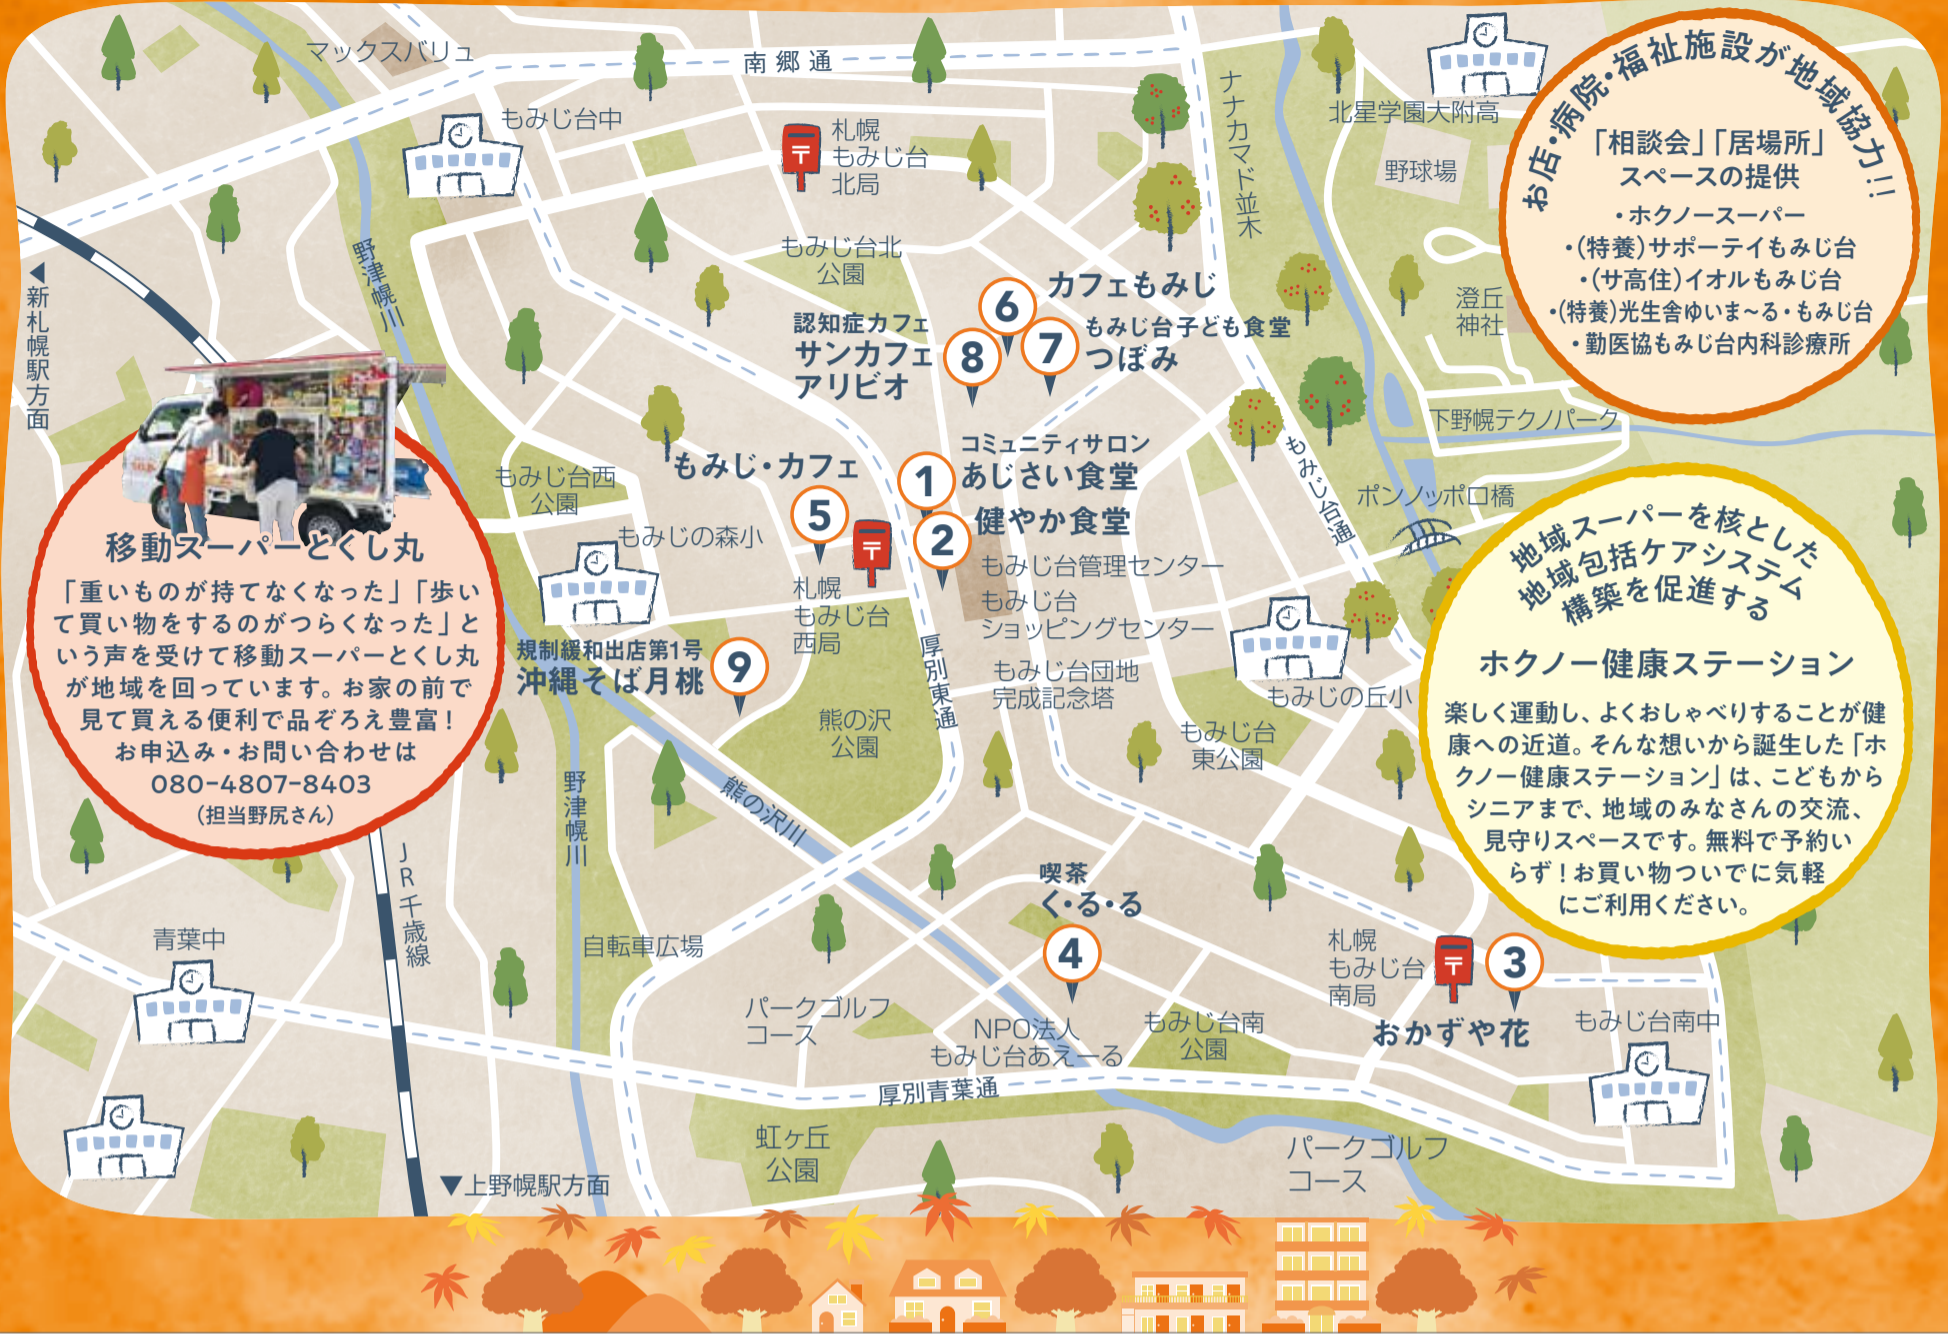 マックスバリュ
南郷通
もみじ台中
札幌
もみじ台
北局
ナナカマド並木
北星学園大附高
野球場
お店・病院・福祉施設が地域協力!!
「相談会」「居場所」
スペースの提供
・ホクノースーパー
・(特養)サポーテイもみじ台
・(サ高住)イオルもみじ台
・(特養)光生舎ゆいま~る・もみじ台
・勤医協もみじ台内科診療所
野津幌川
◀新札幌駅方面
もみじ台北
公園
6
カフェもみじ
7
もみじ台子ども食堂
つぼみ
8
認知症カフェ
サンカフェ
アリビオ
澄丘
神社
下野幌テクノパーク
もみじ台通
ポンノッポロ橋
もみじ台西
公園
もみじ・カフェ
5
1
コミュニティサロン
あじさい食堂
2
健やか食堂
もみじの森小
もみじ台管理センター
もみじ台
ショッピングセンター
札幌
もみじ台
西局
厚別東通
もみじ台団地
完成記念塔
もみじの丘小
もみじ台
東公園
規制緩和出店第1号
沖縄そば月桃
9
熊の沢
公園
熊の沢川
野津幌川
移動スーパーとくし丸
「重いものが持てなくなった」「歩い
て買い物をするのがつらくなった」と
いう声を受けて移動スーパーとくし丸
が地域を回っています。お家の前で
見て買える便利で品ぞろえ豊富!
お申込み・お問い合わせは
080-4807-8403
(担当野尻さん)
地域スーパーを核とした
地域包括ケアシステム
構築を促進する
ホクノー健康ステーション
楽しく運動し、よくおしゃべりすることが健
康への近道。そんな想いから誕生した「ホ
クノー健康ステーション」は、こどもから
シニアまで、地域のみなさんの交流、
見守りスペースです。無料で予約い
らず!お買い物ついでに気軽
にご利用ください。
JR千歳線
青葉中
自転車広場
喫茶
く・る・る
4
パークゴルフ
コース
NPO法人
もみじ台あえーる
もみじ台南
公園
札幌
もみじ台
南局
3
おかずや花
もみじ台南中
厚別青葉通
虹ヶ丘
公園
パークゴルフ
コース
▼上野幌駅方面